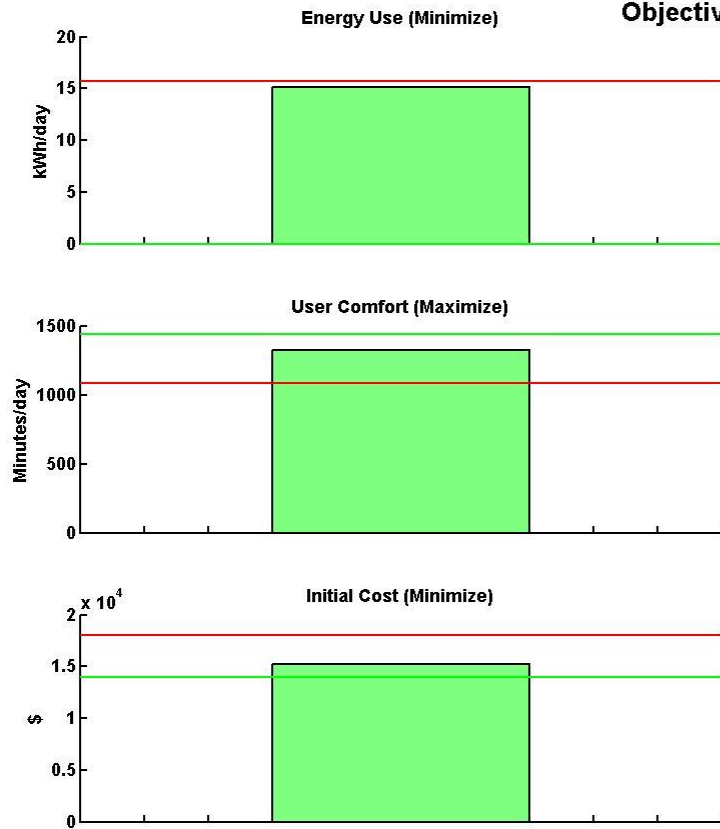 Objectiv
Energy Use (Minimize)
20
15
10
5
0
kWh/day
User Comfort (Maximize)
1500
1000
500
0
Minutes/day
Initial Cost (Minimize)
x 10^4
2
1.5
1
0.5
0
$